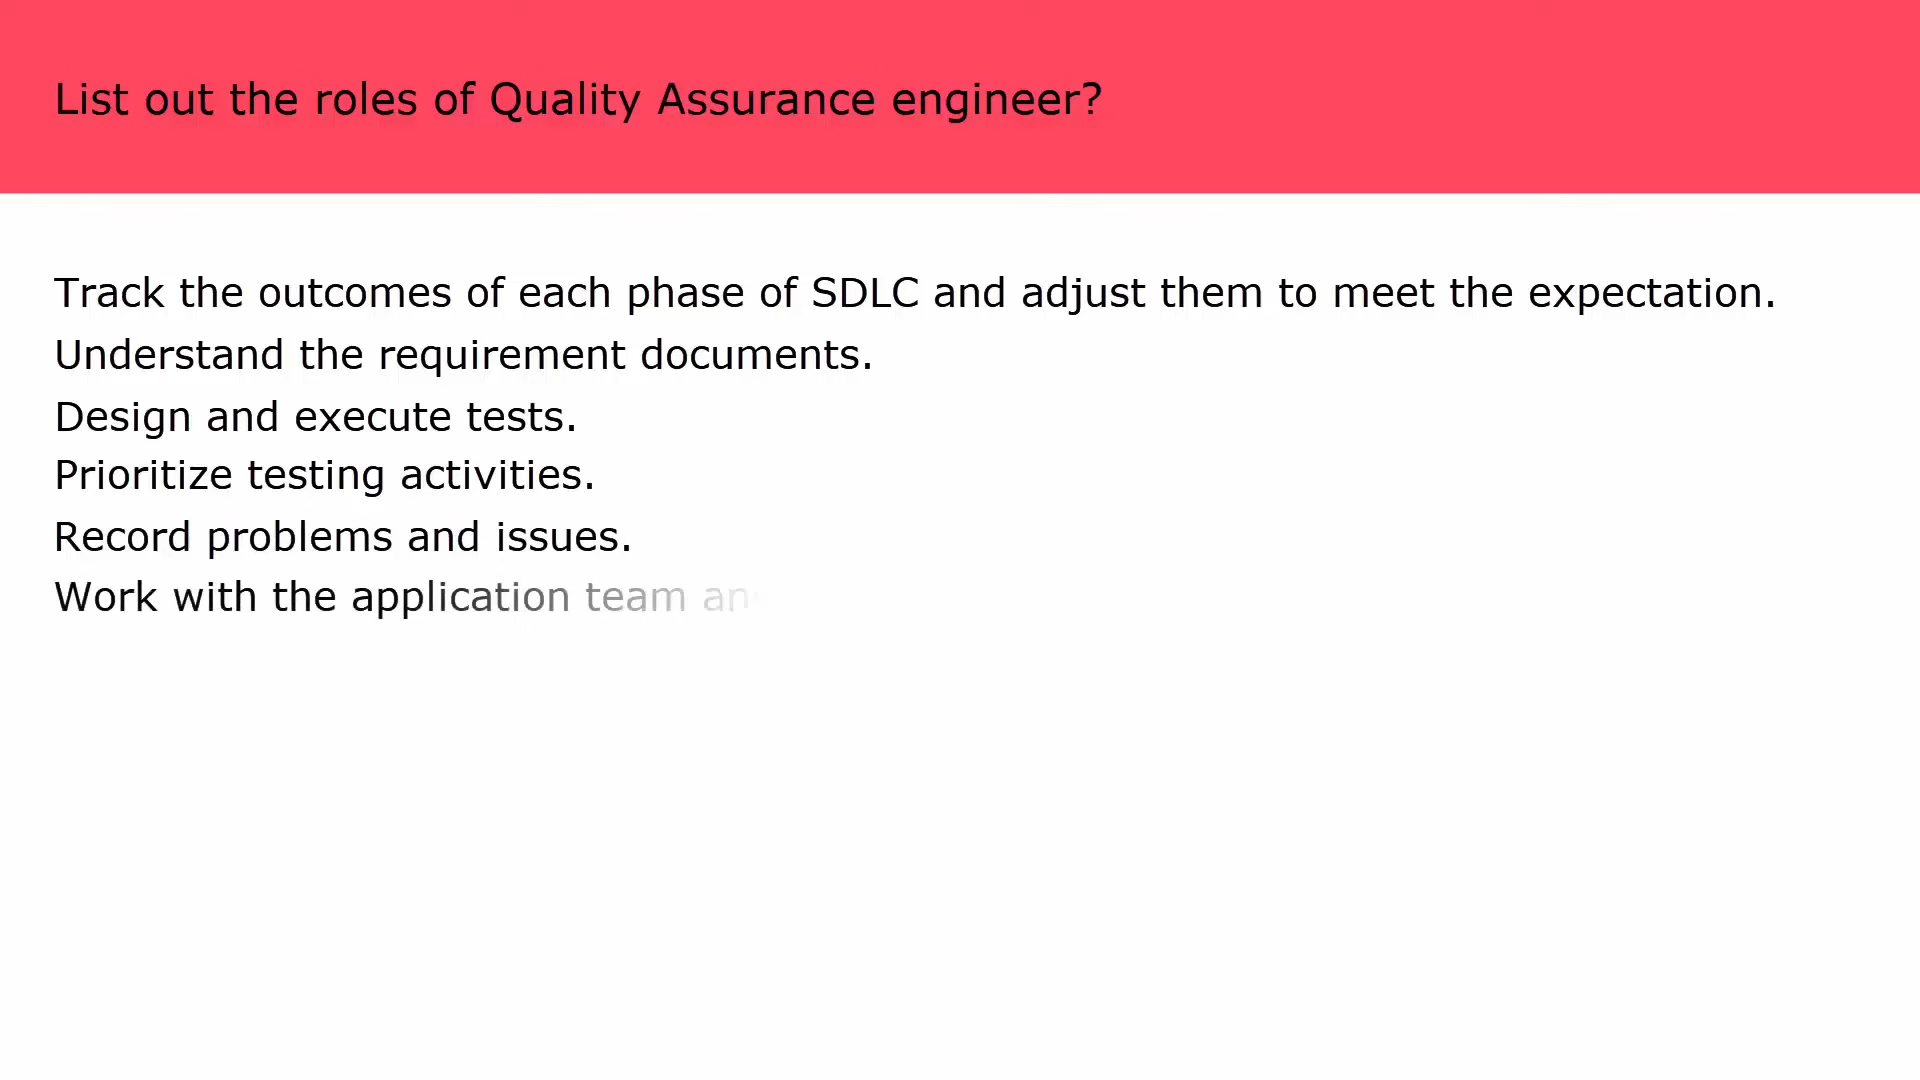 List out the roles of Quality Assurance engineer?
Track the outcomes of each phase of SDLC and adjust them to meet the expectation.
Understand the requirement documents.
Design and execute tests.
Prioritize testing activities.
Record problems and issues.
Work with the application team